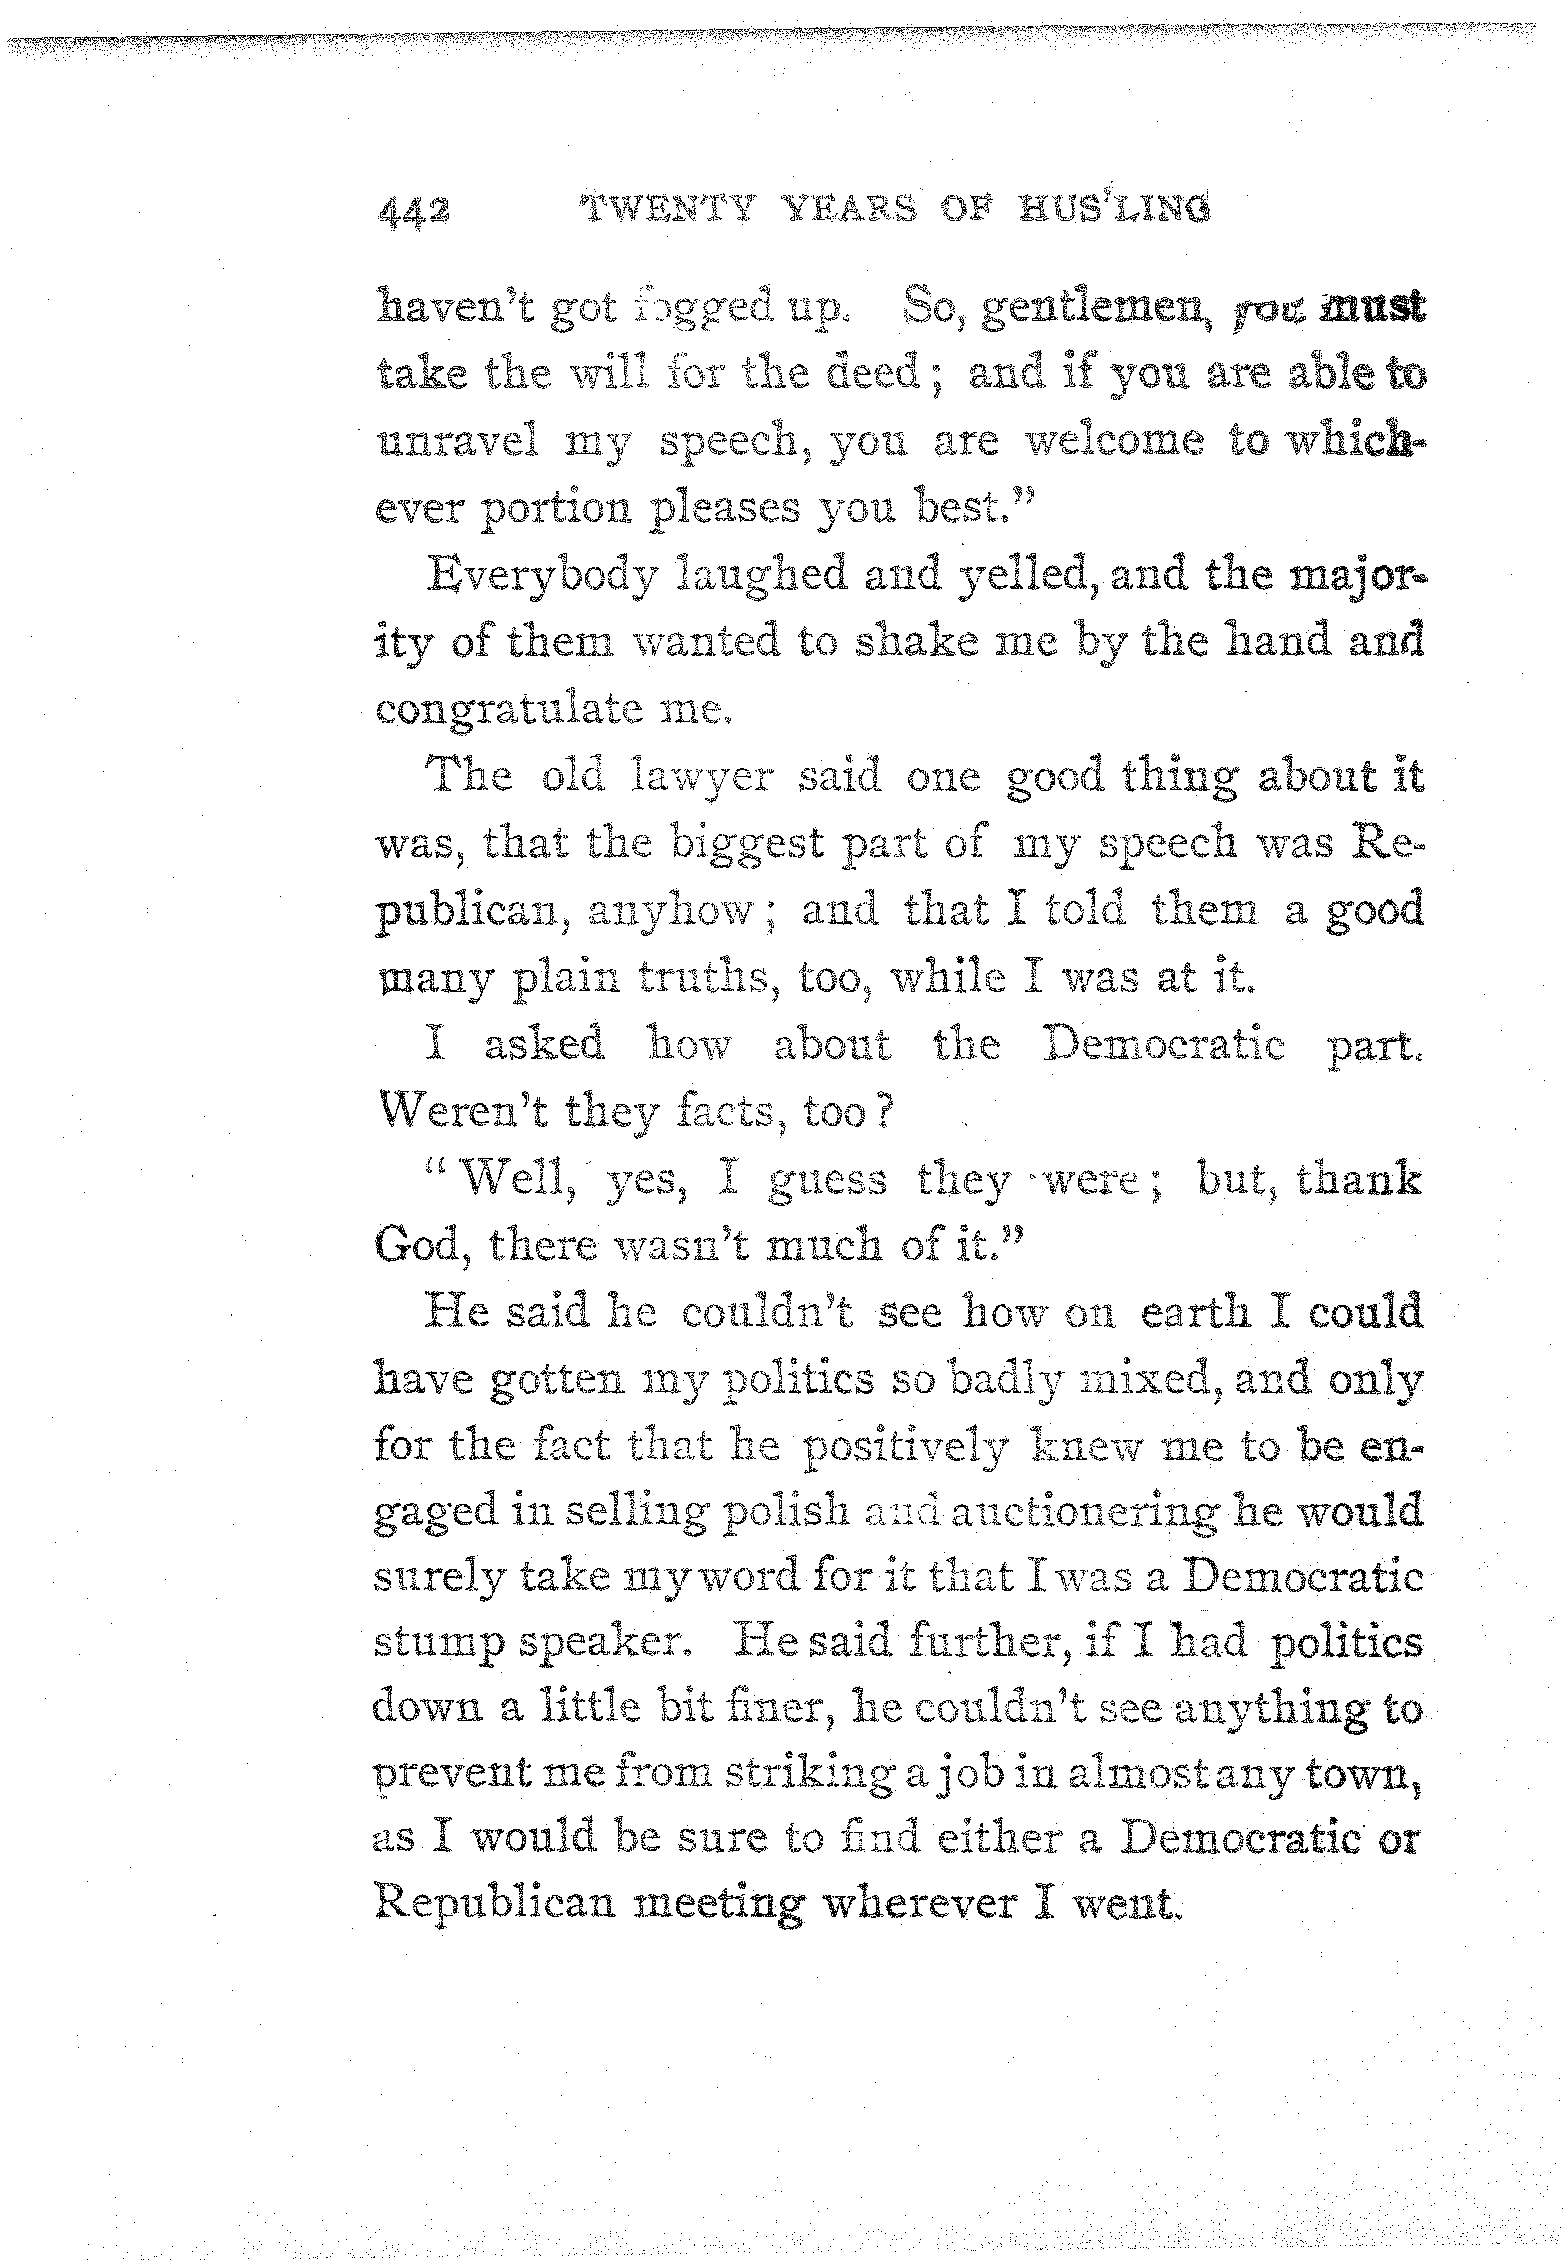 442 TWENTY YEARS OF HUS'LING
haven't got fogged up. So, gentlemen, you must
take the will for the deed; and if you are able to
unravel my speech, you are welcome to which-
ever portion pleases you best."
Everybody laughed and yelled, and the major-
ity of them wanted to shake me by the hand and
congratulate me.
The old lawyer said one good thing about it
was, that the biggest part of my speech was Re-
publican, anyhow; and that I told them a good
many plain truths, too, while I was at it.
I asked how about the Democratic part.
Weren't they facts, too?
"Well, yes, I guess they were; but, thank
God, there wasn't much of it."
He said he couldn't see how on earth I could
have gotten my politics so badly mixed, and only
for the fact that he positively knew me to be en-
gaged in selling polish and auctionering he would
surely take my word for it that I was a Democratic
stump speaker. He said further, if I had politics
down a little bit finer, he couldn't see anything to
prevent me from striking a job in almost any town,
as I would be sure to find either a Democratic or
Republican meeting wherever I went.